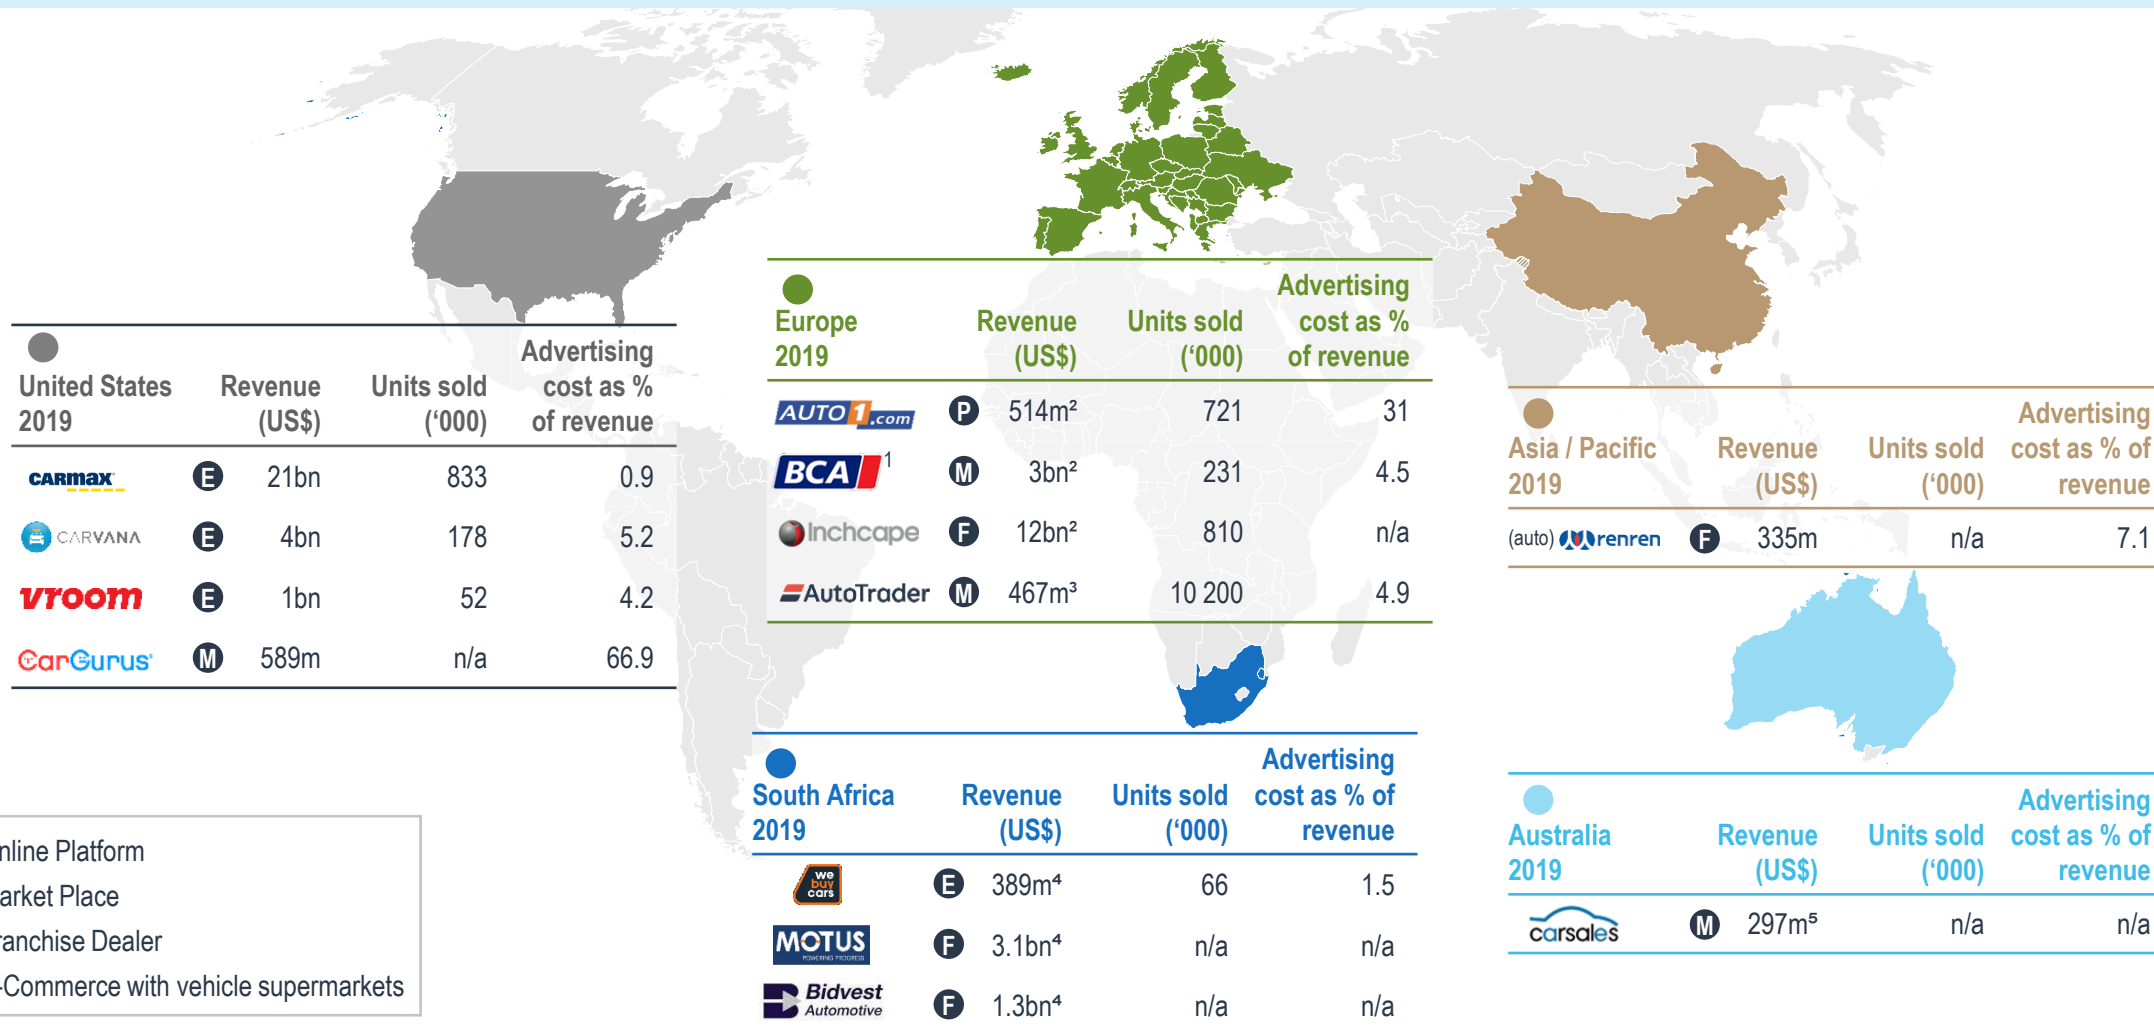 United States 2019
Revenue (US$)
Units sold (‘000)
Advertising cost as % of revenue
CARMAX E 21bn 833 0.9
CARVANA E 4bn 178 5.2
vroom E 1bn 52 4.2
CarGurus M 589m n/a 66.9
Europe 2019
Revenue (US$)
Units sold (‘000)
Advertising cost as % of revenue
AUTO1.com P 514m² 721 31
BCA¹ M 3bn² 231 4.5
Inchcape F 12bn² 810 n/a
AutoTrader M 467m³ 10 200 4.9
Asia / Pacific 2019
Revenue (US$)
Units sold (‘000)
Advertising cost as % of revenue
(auto) renren F 335m n/a 7.1
South Africa 2019
Revenue (US$)
Units sold (‘000)
Advertising cost as % of revenue
we buy cars E 389m⁴ 66 1.5
MOTUS POWERING PROGRESS F 3.1bn⁴ n/a n/a
Bidvest Automotive F 1.3bn⁴ n/a n/a
Australia 2019
Revenue (US$)
Units sold (‘000)
Advertising cost as % of revenue
carsales M 297m⁵ n/a n/a
nline Platform
arket Place
ranchise Dealer
-Commerce with vehicle supermarkets